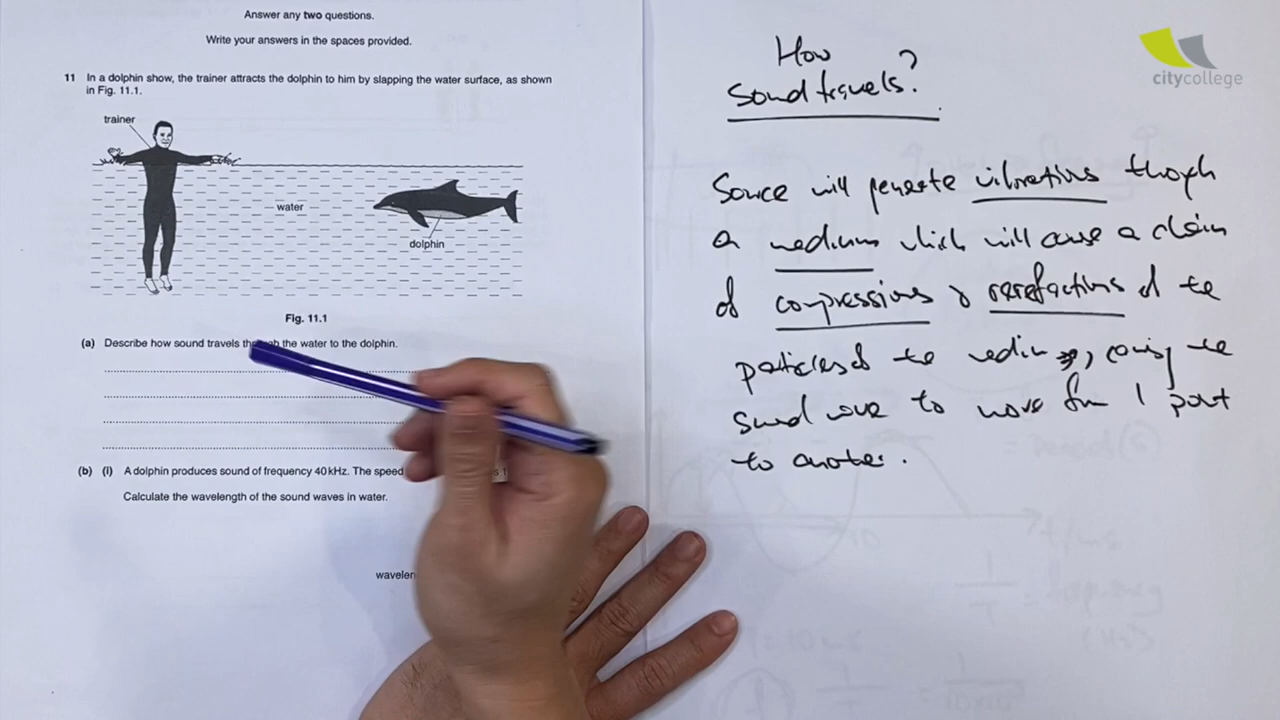 Answer any two questions.
Write your answers in the spaces provided.
11 In a dolphin show, the trainer attracts the dolphin to him by slapping the water surface, as shown
in Fig. 11.1.
trainer
water
dolphin
Fig. 11.1
(a) Describe how sound travels the water to the dolphin.
(b) (i) A dolphin produces sound of frequency 40 kHz. The speed
Calculate the wavelength of the sound waves in water.
How
Sound travels?
Source will generate vibrations through
a medium which will cause a chain
of compressions & rarefactions of the
particles of the medium, causing the
sound wave to move from 1 point
to another.
citycollege